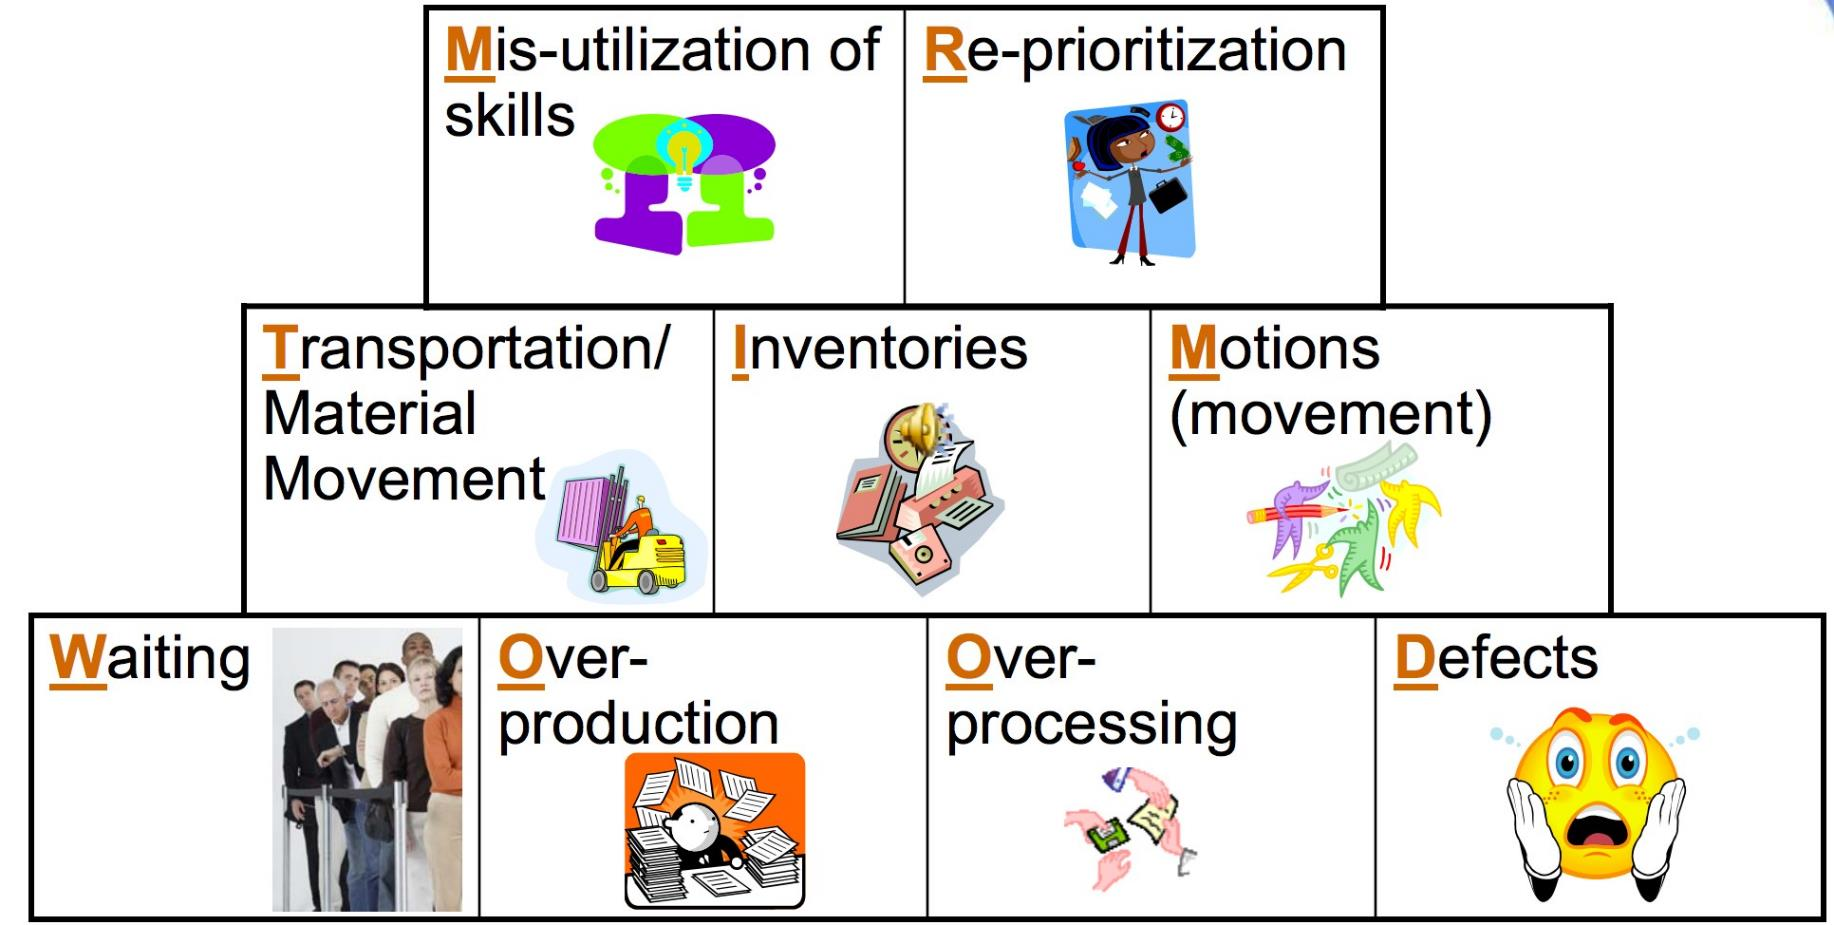 Mis-utilization of
skills
Re-prioritization
Transportation/
Material
Movement
Inventories
Motions
(movement)
Waiting
Over-
production
Over-
processing
Defects